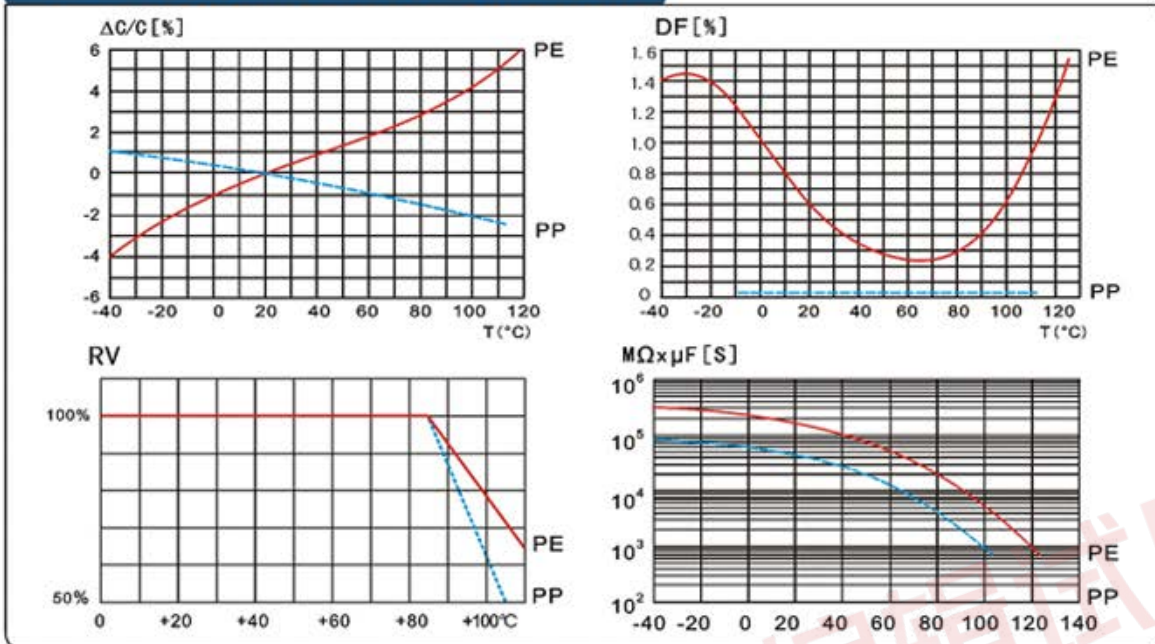 ΔC/C[%]
6
4
2
0
-2
-4
-6
-40 -20 0 20 40 60 80 100 120
T(°C)
PE
PP
DF[%]
1.6
1.4
1.2
1.0
0.8
0.6
0.4
0.2
0
-40 -20 0 20 40 60 80 100 120
T(°C)
PE
PP
RV
100%
50%
0 +20 +40 +60 +80 +100℃
PE
PP
MΩxμF[S]
10⁶
10⁵
10⁴
10³
10²
-40 -20 0 20 40 60 80 100 120 140
PE
PP
辑试